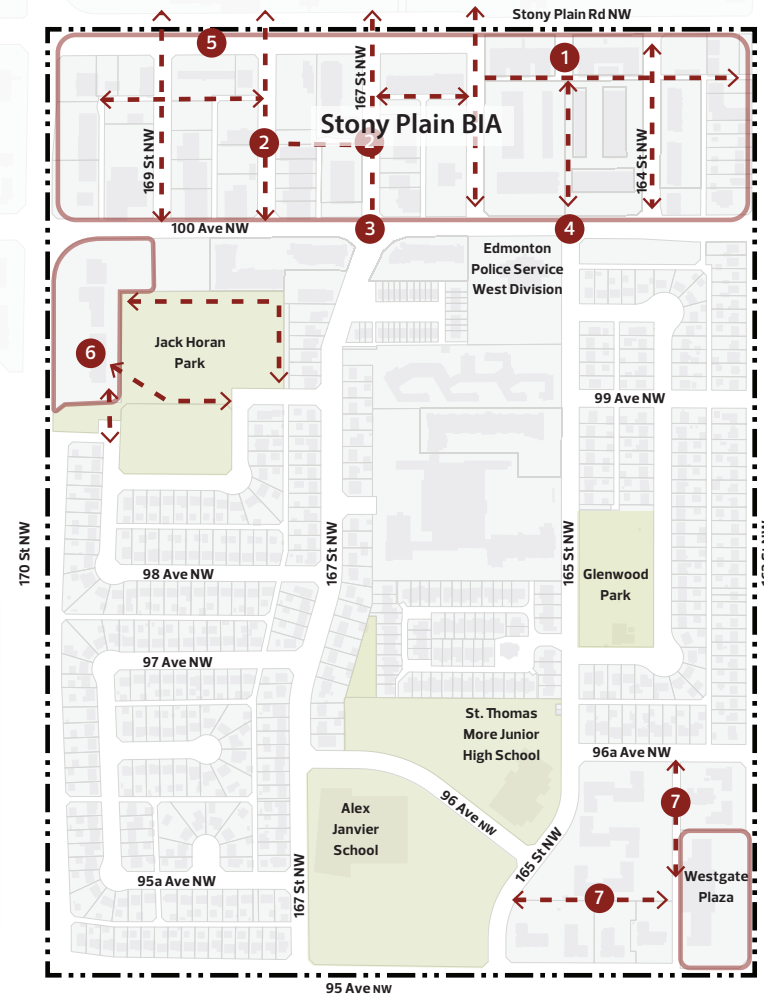 Stony Plain Rd NW
5
1
167 St NW
Stony Plain BIA
2
2
169 St NW
164 St NW
100 Ave NW
3
4
Edmonton
Police Service
West Division
6
Jack Horan
Park
99 Ave NW
170 St NW
167 St NW
165 St NW
98 Ave NW
Glenwood
Park
97 Ave NW
St. Thomas
More Junior
High School
96a Ave NW
Alex
Janvier
School
96 Ave NW
7
165 St NW
95a Ave NW
167 St NW
Westgate
Plaza
7
95 Ave NW